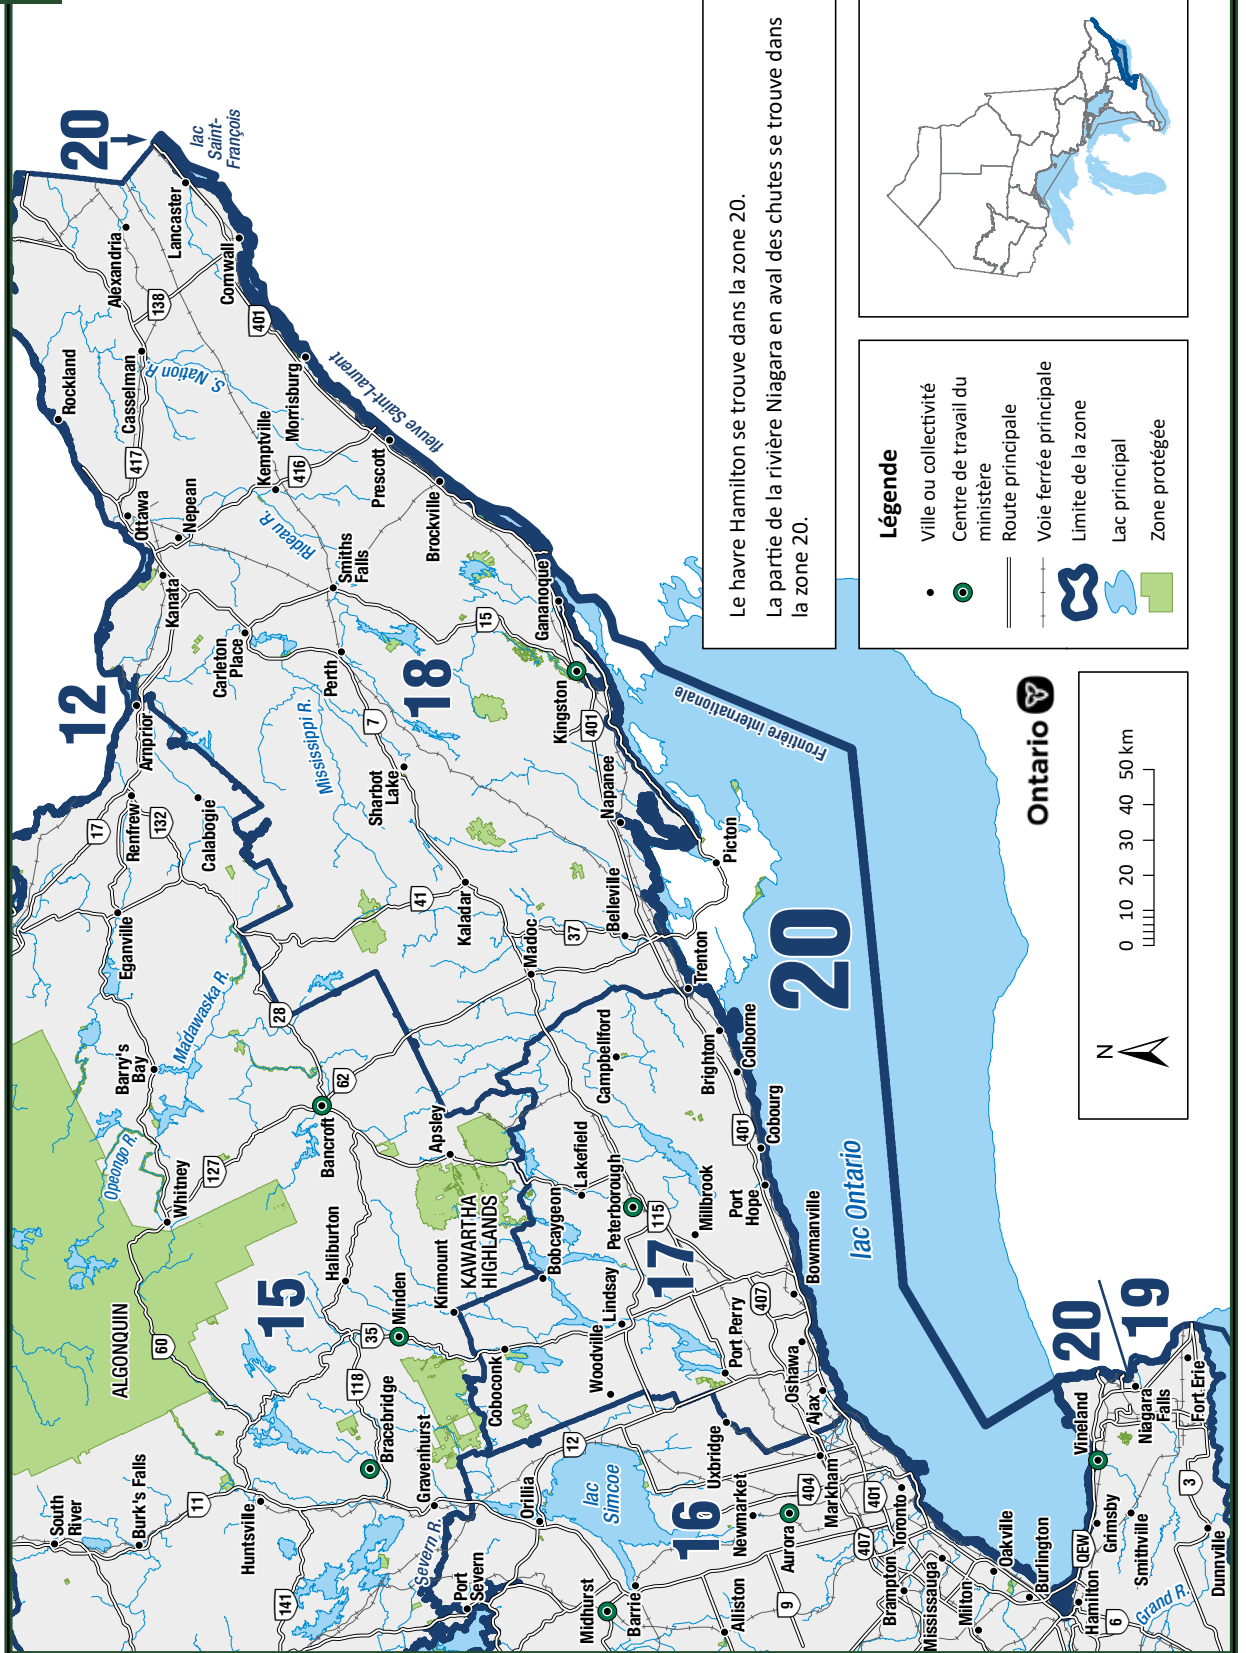 20
lac
Saint-
François
Lancaster
Alexandria
138
Cornwall
401
Rockland
Casselman
S. Nation R.
417
Morrisburg
fleuve Saint-Laurent
Kemptville
416
Prescott
Ottawa
Nepean
Rideau R.
Brockville
Kanata
Smiths
Falls
Gananoque
15
Carleton
Place
Perth
18
12
Arnprior
Mississippi R.
7
Kingston
401
Frontière internationale
Sharbot
Lake
Napanee
17
Renfrew
132
Calabogie
Picton
41
Kaladar
Belleville
37
Madoc
Eganville
Madawaska R.
Trenton
20
28
Barry's
Bay
62
Bancroft
Campbellford
Brighton
Colborne
401
Cobourg
Opeongo R.
Whitney
127
Apsley
Lakefield
Peterborough
115
Millbrook
Port
Hope
lac Ontario
Haliburton
KAWARTHA
HIGHLANDS
Bobcaygeon
Bowmanville
ALGONQUIN
60
15
Minden
35
Kinmount
Lindsay
17
407
118
Coboconk
Woodville
Port Perry
Oshawa
Ajax
20
19
Bracebridge
Gravenhurst
12
Uxbridge
Vineland
Niagara
Falls
Fort Erie
South
River
Burk's Falls
11
Huntsville
Orillia
lac
Simcoe
16
Newmarket
404
Aurora
Markham
401
Toronto
407
3
Severn R.
Port
Severn
141
Midhurst
Barrie
Alliston
9
Brampton
Mississauga
Milton
Oakville
Burlington
QEW
Grimsby
Smithville
Hamilton
6
Grand R.
Dunnville
Le havre Hamilton se trouve dans la zone 20.
La partie de la rivière Niagara en aval des chutes se trouve dans
la zone 20.
Légende
Ville ou collectivité
Centre de travail du
ministère
Route principale
Voie ferrée principale
Limite de la zone
Lac principal
Zone protégée
Ontario
N
0 10 20 30 40 50 km